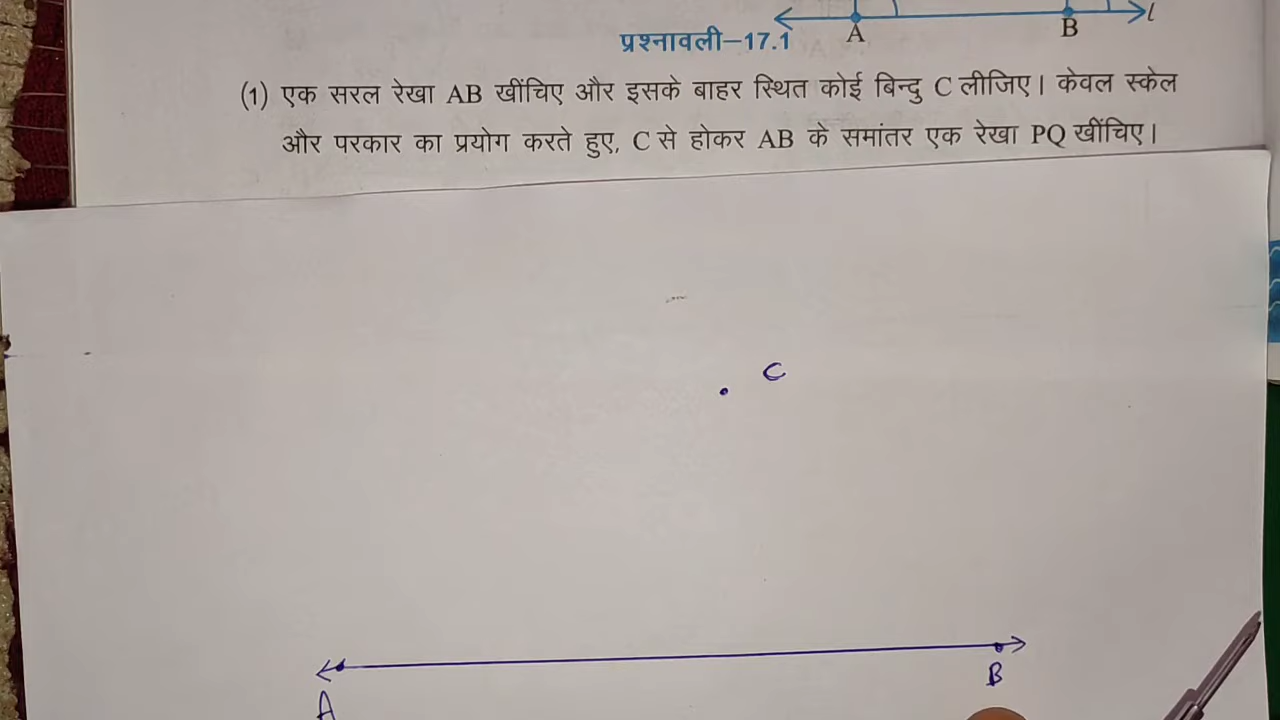 l
A B
प्रश्नावली–17.1
(1) एक सरल रेखा AB खींचिए और इसके बाहर स्थित कोई बिन्दु C लीजिए। केवल स्केल
और परकार का प्रयोग करते हुए, C से होकर AB के समांतर एक रेखा PQ खींचिए।
C
B
A